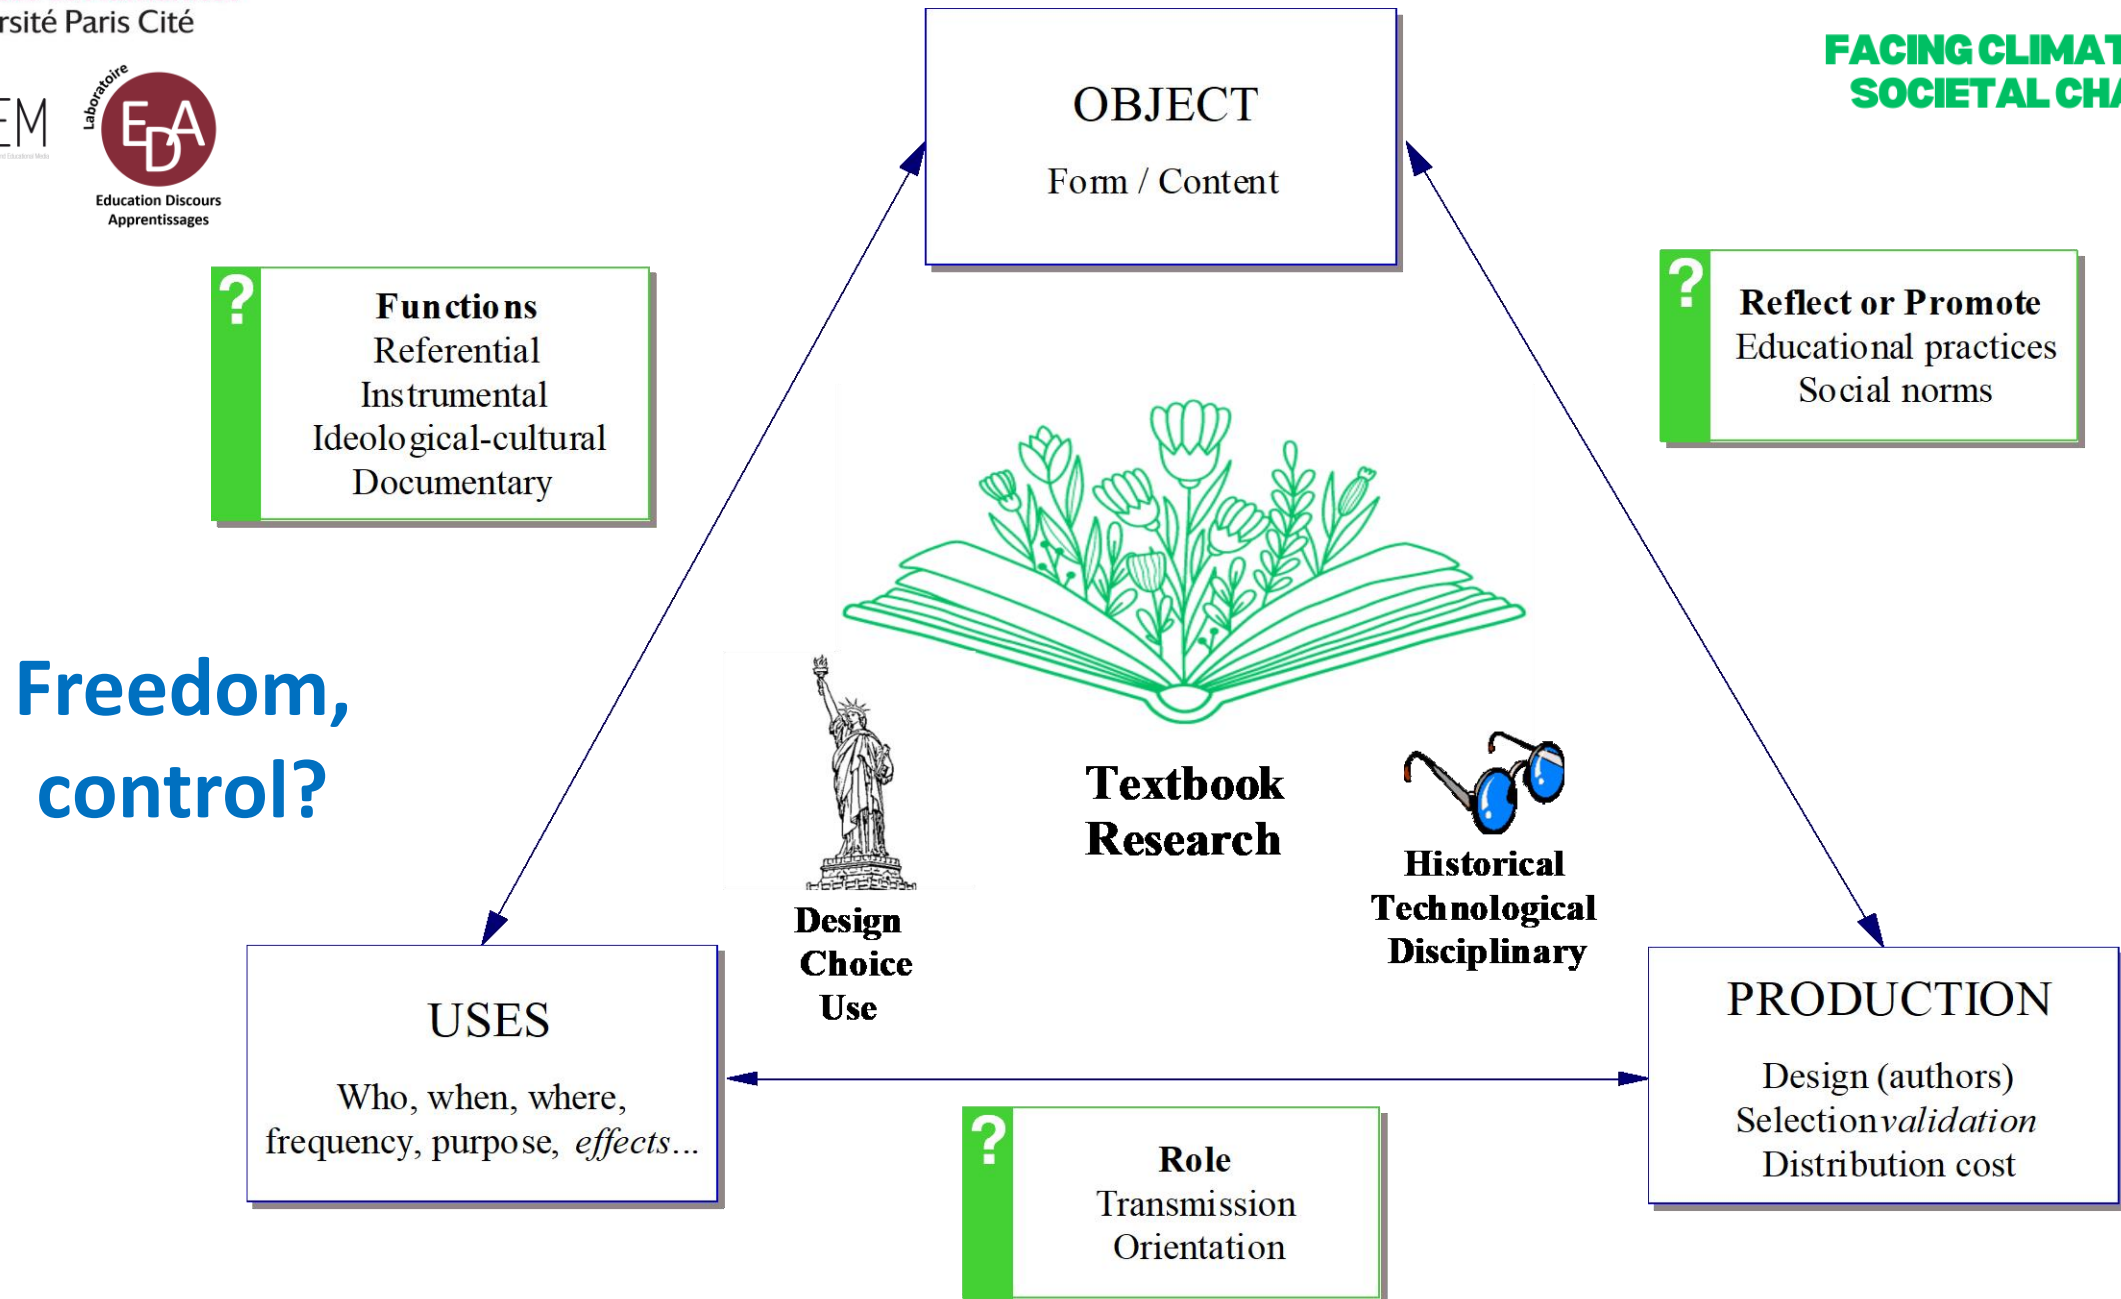 rsité Paris Cité
EM
Laboratoire
EDA
Education Discours
Apprentissages
FACING CLIMAT
SOCIETAL CHA
OBJECT
Form / Content
?
Functions
Referential
Instrumental
Ideological-cultural
Documentary
?
Reflect or Promote
Educational practices
Social norms
Freedom,
control?
Textbook
Research
Historical
Technological
Disciplinary
Design
Choice
Use
USES
Who, when, where,
frequency, purpose, effects...
PRODUCTION
Design (authors)
Selection validation
Distribution cost
?
Role
Transmission
Orientation